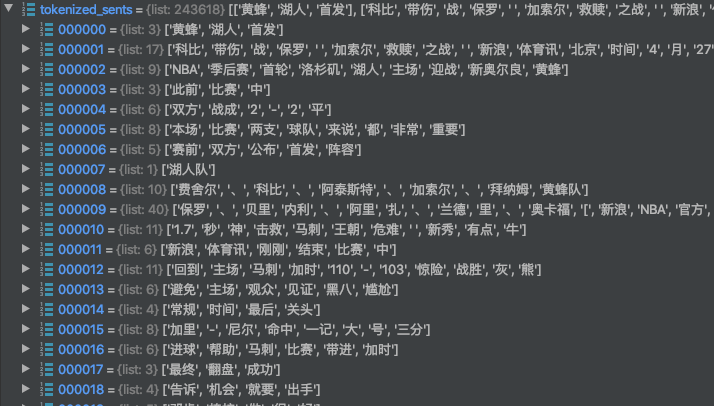 tokenized_sents = {list: 243618} [['黄蜂', '湖人', '首发'], ['科比', '带伤', '战', '保罗', ' ', '加索尔', '救赎', '之战', ' ', '新浪', '
000000 = {list: 3} ['黄蜂', '湖人', '首发']
000001 = {list: 17} ['科比', '带伤', '战', '保罗', ' ', '加索尔', '救赎', '之战', ' ', '新浪', '体育讯', '北京', '时间', '4', '月', '27'
000002 = {list: 9} ['NBA', '季后赛', '首轮', '洛杉矶', '湖人', '主场', '迎战', '新奥尔良', '黄蜂']
000003 = {list: 3} ['此前', '比赛', '中']
000004 = {list: 6} ['双方', '战成', '2', '-', '2', '平']
000005 = {list: 8} ['本场', '比赛', '两支', '球队', '来说', '都', '非常', '重要']
000006 = {list: 5} ['赛前', '双方', '公布', '首发', '阵容']
000007 = {list: 1} ['湖人队']
000008 = {list: 10} ['费舍尔', '、', '科比', '、', '阿泰斯特', '、', '加索尔', '、', '拜纳姆', '黄蜂队']
000009 = {list: 40} ['保罗', '、', '贝里', '内利', '、', '阿里', '扎', '、', '兰德', '里', '、', '奥卡福', '[', '新浪', 'NBA', '官方',
000010 = {list: 11} ['1.7', '秒', '神', '击救', '马刺', '王朝', '危难', ' ', '新秀', '有点', '牛']
000011 = {list: 6} ['新浪', '体育讯', '刚刚', '结束', '比赛', '中']
000012 = {list: 11} ['回到', '主场', '马刺', '加时', '110', '-', '103', '惊险', '战胜', '灰', '熊']
000013 = {list: 6} ['避免', '主场', '观众', '见证', '黑八', '尴尬']
000014 = {list: 4} ['常规', '时间', '最后', '关头']
000015 = {list: 8} ['加里', '-', '尼尔', '命中', '一记', '大', '号', '三分']
000016 = {list: 6} ['进球', '帮助', '马刺', '比赛', '带进', '加时']
000017 = {list: 3} ['最终', '翻盘', '成功']
000018 = {list: 4} ['告诉', '机会', '就要', '出手']